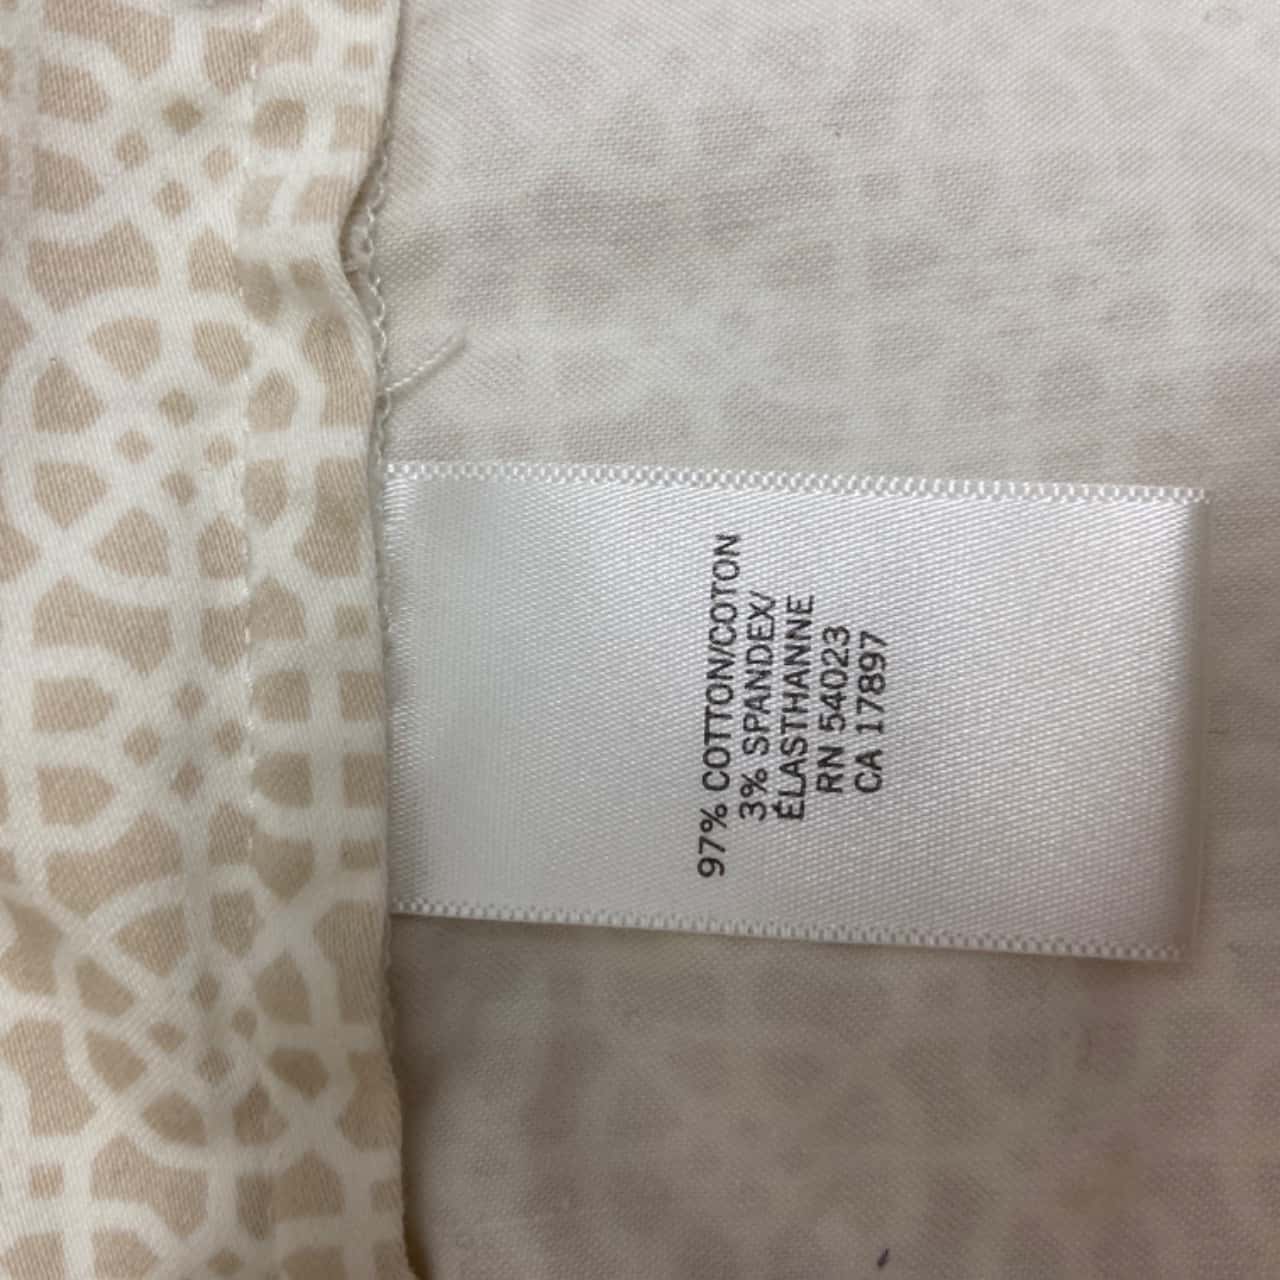 97% COTTON/COTON
3% SPANDEX/
ÉLASTHANNE
RN 54023
CA 17897